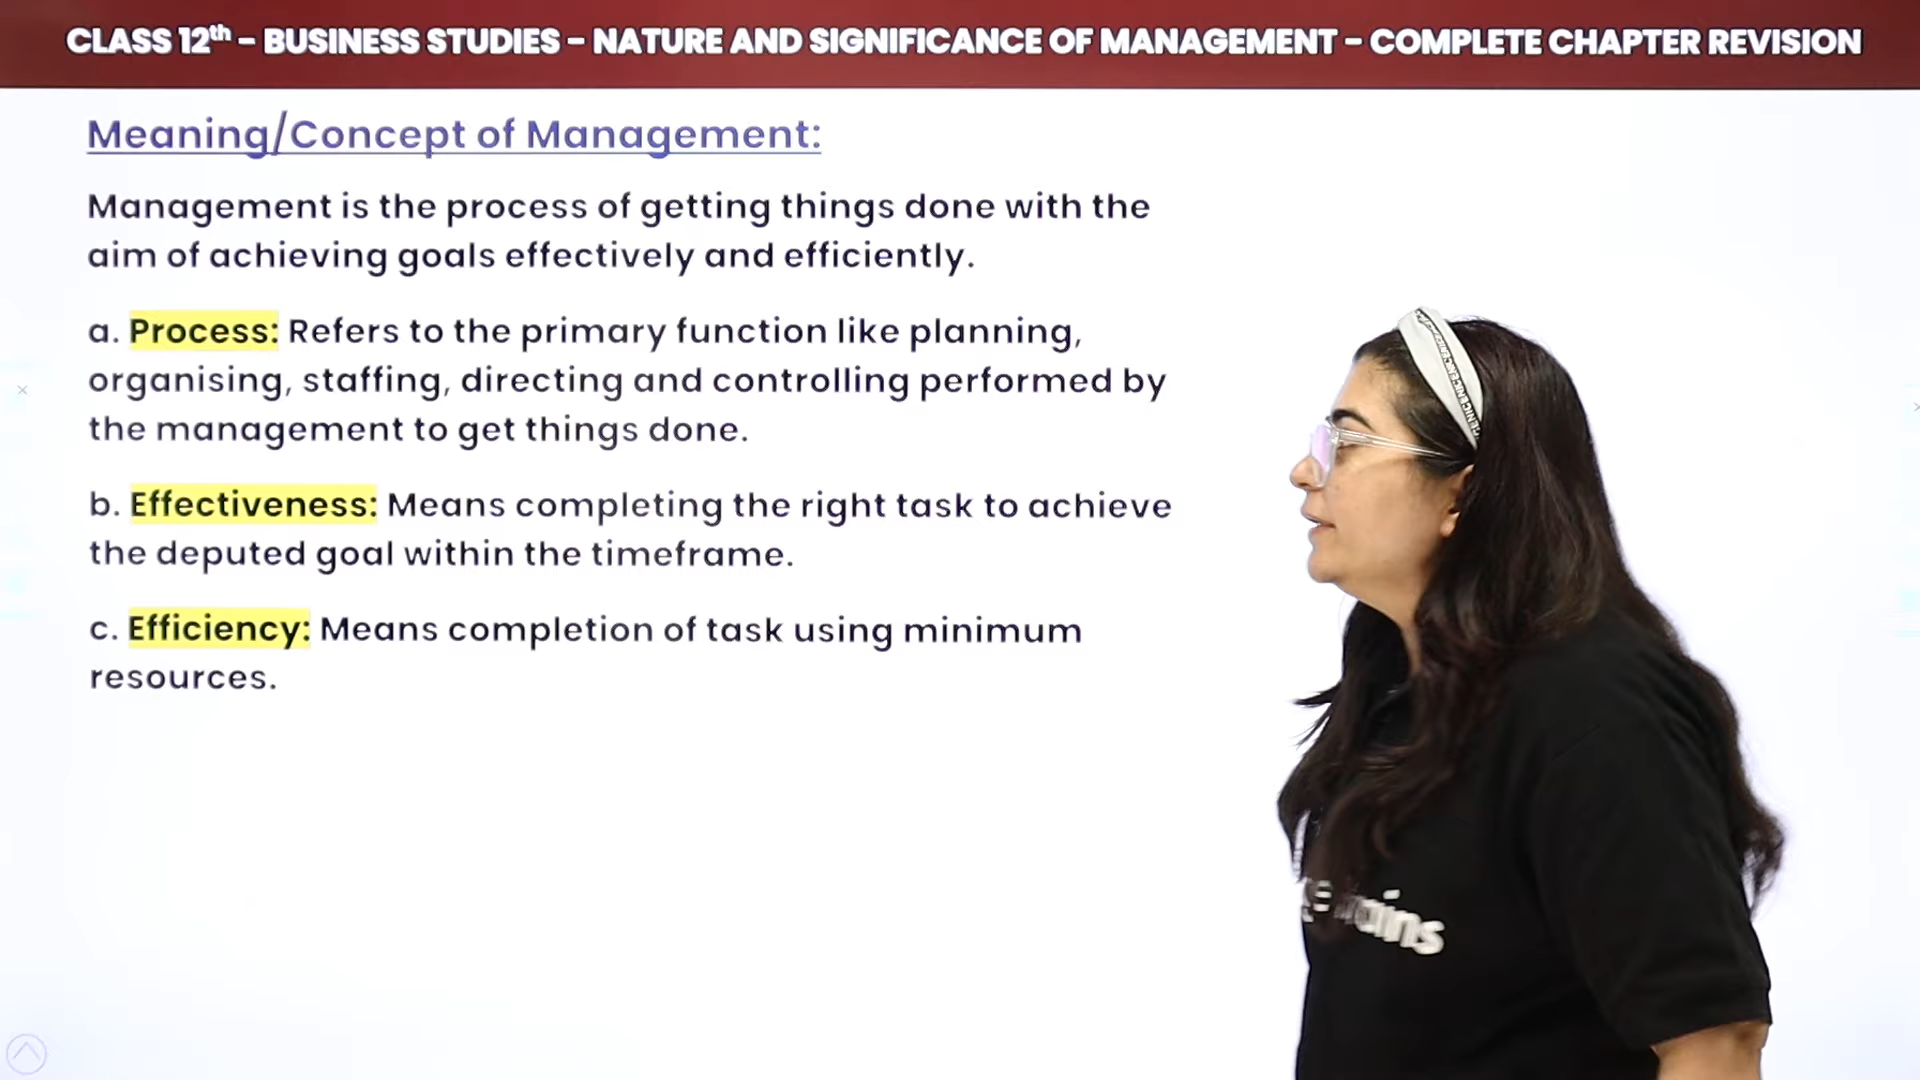 CLASS 12th - BUSINESS STUDIES - NATURE AND SIGNIFICANCE OF MANAGEMENT - COMPLETE CHAPTER REVISION
Meaning/Concept of Management:
Management is the process of getting things done with the
aim of achieving goals effectively and efficiently.
a. Process: Refers to the primary function like planning,
organising, staffing, directing and controlling performed by
the management to get things done.
b. Effectiveness: Means completing the right task to achieve
the deputed goal within the timeframe.
c. Efficiency: Means completion of task using minimum
resources.